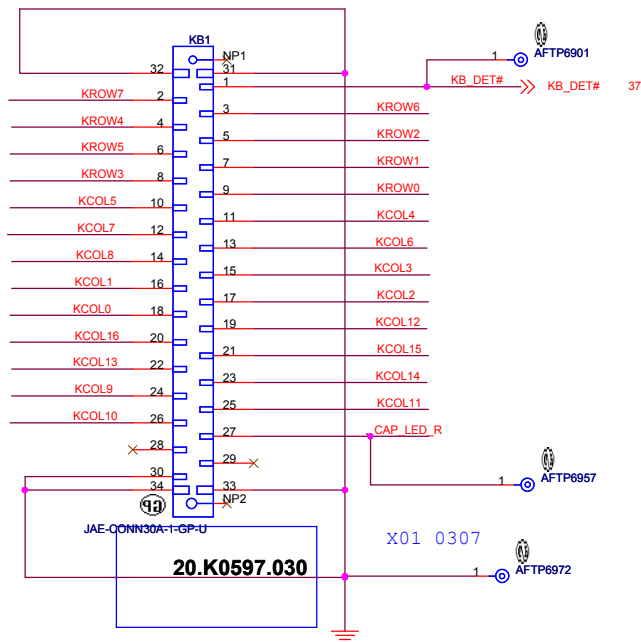 KB1
NP1
1
AFTP6901
32
31
1
KB_DET#
KB_DET#
37
KROW7
2
3
KROW6
KROW4
4
5
KROW2
KROW5
6
7
KROW1
KROW3
8
9
KROW0
KCOL5
10
11
KCOL4
KCOL7
12
13
KCOL6
KCOL8
14
15
KCOL3
KCOL1
16
17
KCOL2
KCOL0
18
19
KCOL12
KCOL16
20
21
KCOL15
KCOL13
22
23
KCOL14
KCOL9
24
25
KCOL11
KCOL10
26
27
CAP_LED_R
28
29
30
34
33
NP2
1
AFTP6957
JAE-CONN30A-1-GP-U
X01 0307
20.K0597.030
1
AFTP6972